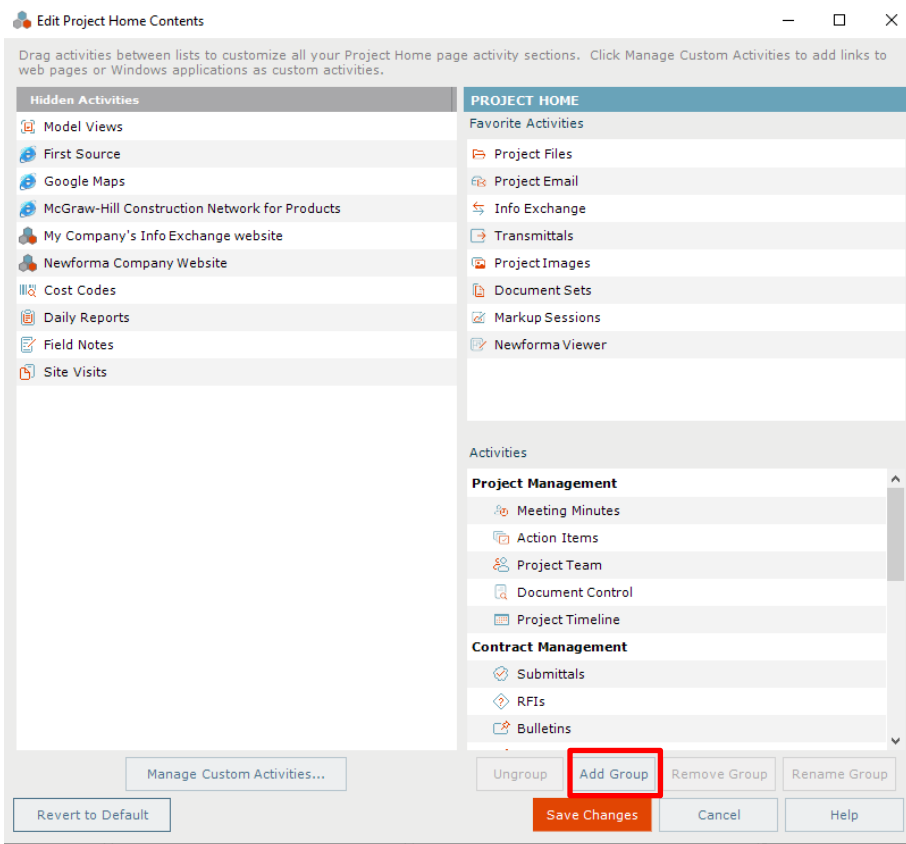 Edit Project Home Contents
Drag activities between lists to customize all your Project Home page activity sections. Click Manage Custom Activities to add links to
web pages or Windows applications as custom activities.
Hidden Activities
Model Views
First Source
Google Maps
McGraw-Hill Construction Network for Products
My Company's Info Exchange website
Newforma Company Website
Cost Codes
Daily Reports
Field Notes
Site Visits
PROJECT HOME
Favorite Activities
Project Files
Project Email
Info Exchange
Transmittals
Project Images
Document Sets
Markup Sessions
Newforma Viewer
Activities
Project Management
Meeting Minutes
Action Items
Project Team
Document Control
Project Timeline
Contract Management
Submittals
RFIs
Bulletins
Manage Custom Activities...
Ungroup
Add Group
Remove Group
Rename Group
Revert to Default
Save Changes
Cancel
Help